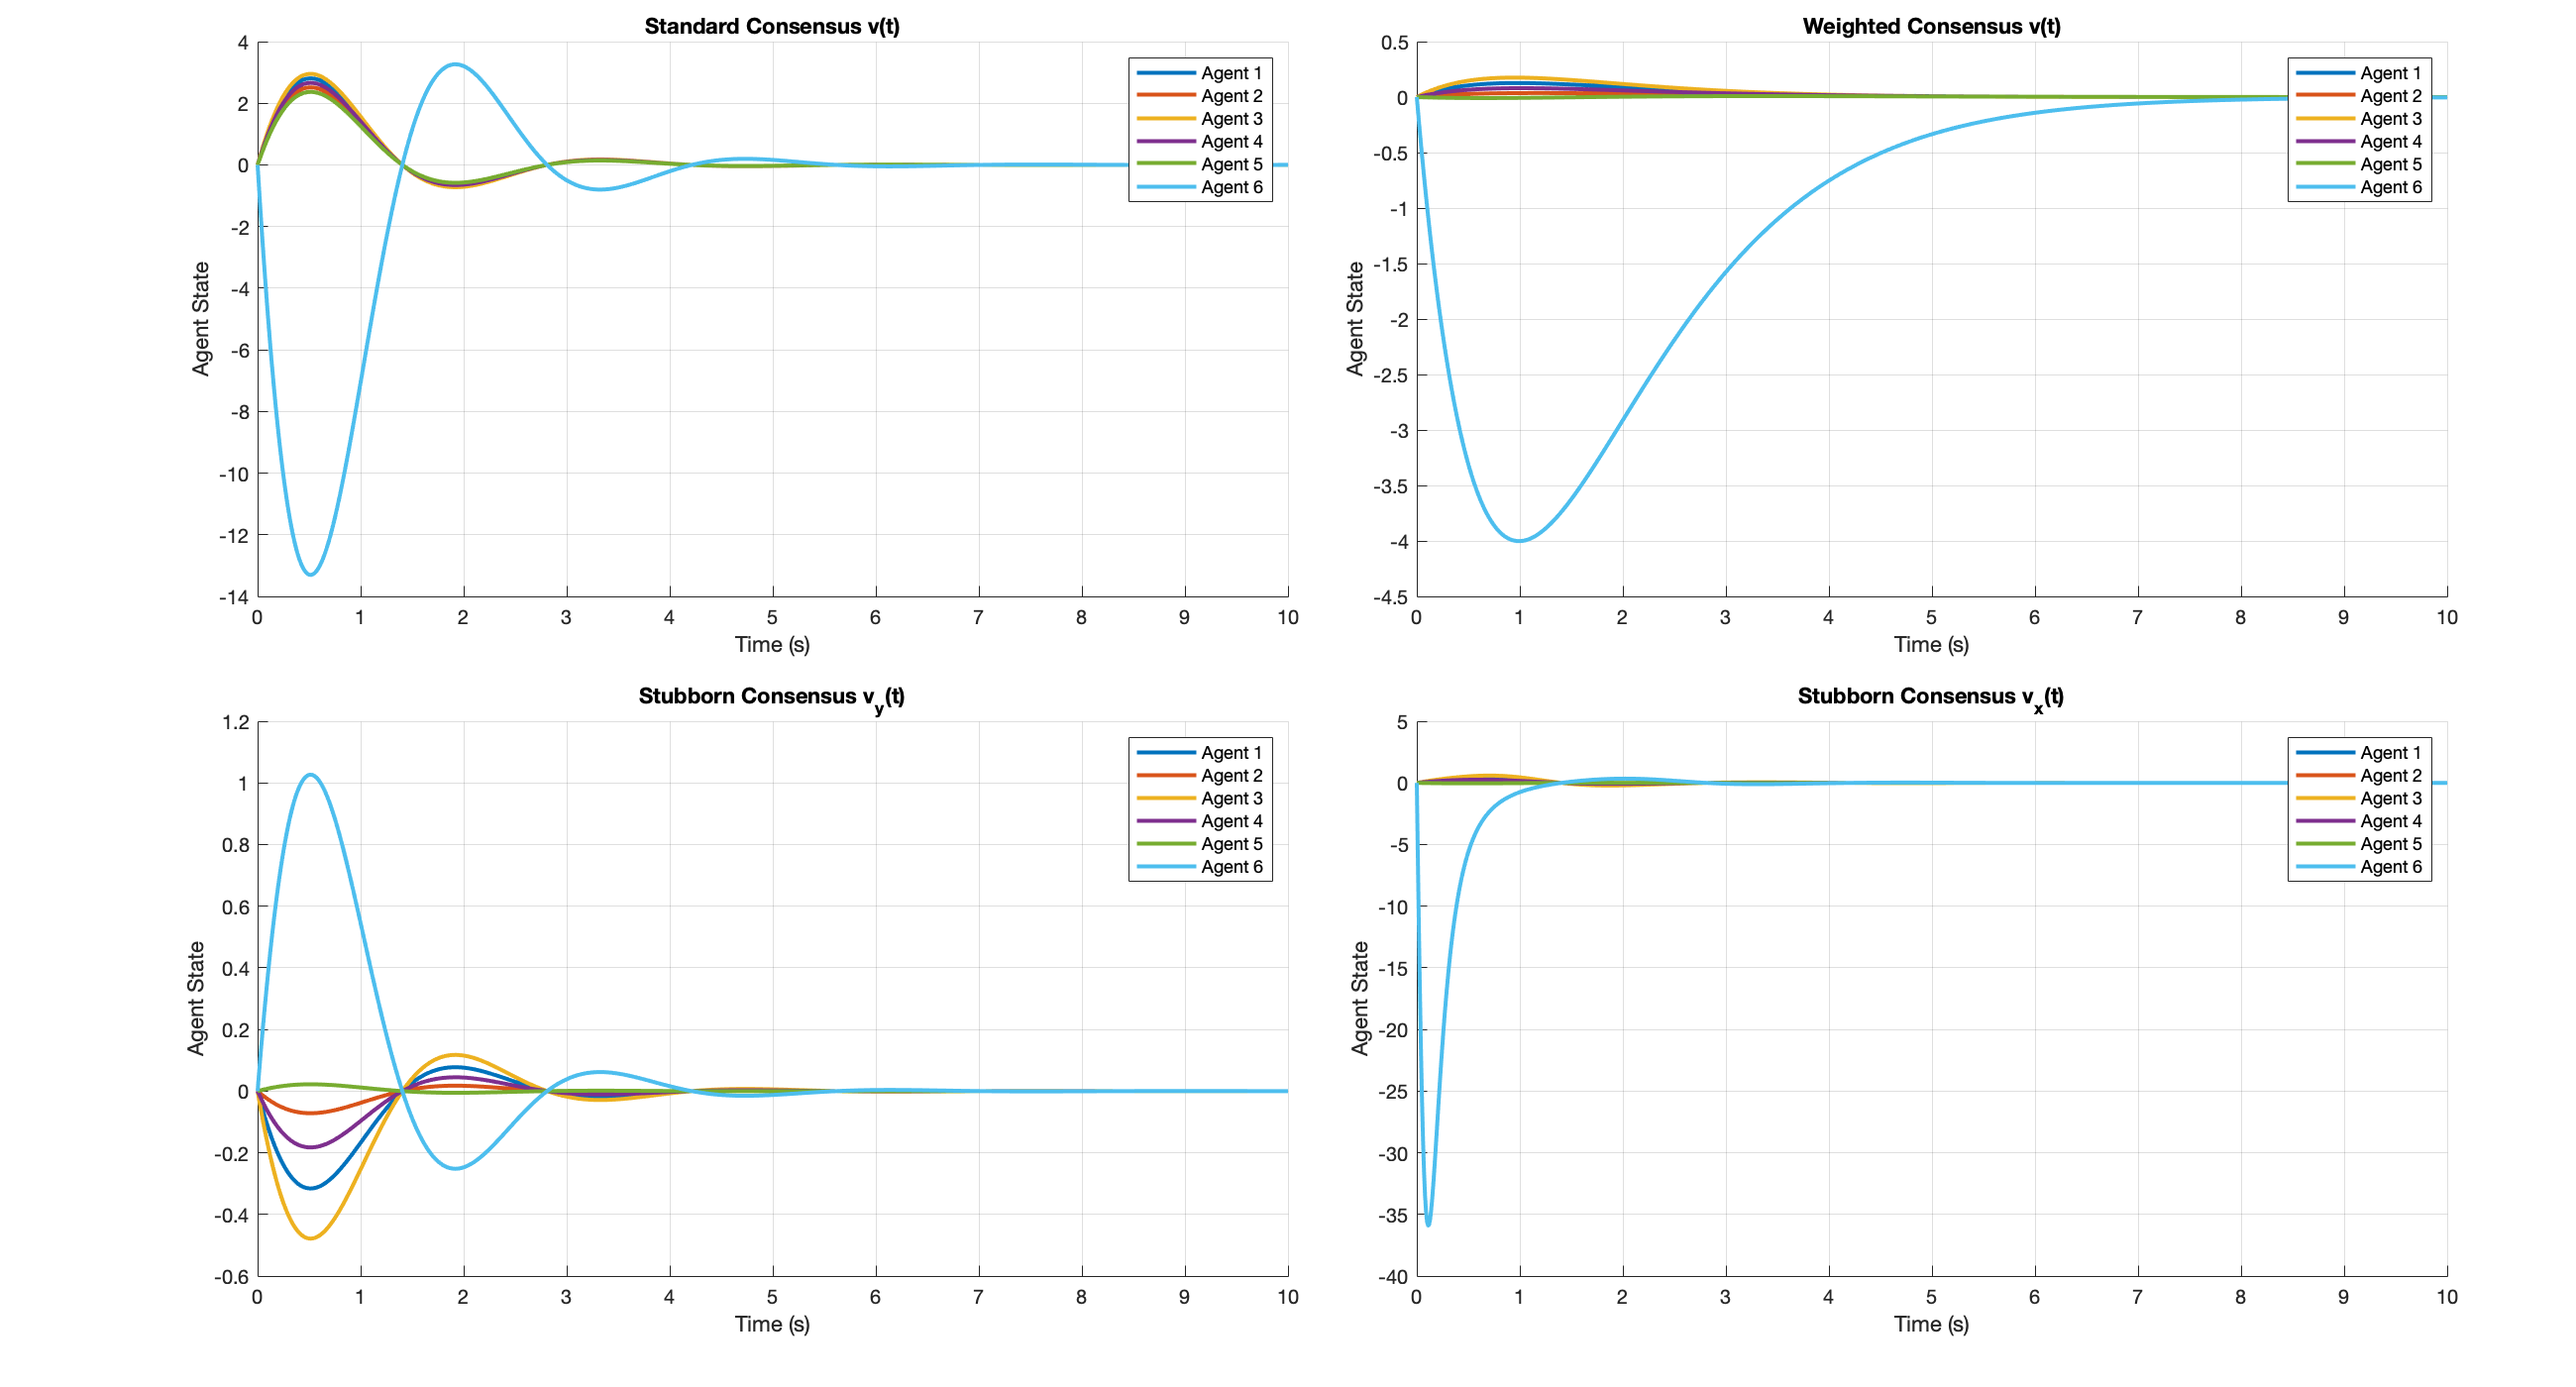 Standard Consensus v(t)
4
2
0
-2
-4
-6
-8
-10
-12
-14
Agent State
0 1 2 3 4 5 6 7 8 9 10
Time (s)
Agent 1
Agent 2
Agent 3
Agent 4
Agent 5
Agent 6
Weighted Consensus v(t)
0.5
0
-0.5
-1
-1.5
-2
-2.5
-3
-3.5
-4
-4.5
Agent State
0 1 2 3 4 5 6 7 8 9 10
Time (s)
Agent 1
Agent 2
Agent 3
Agent 4
Agent 5
Agent 6
Stubborn Consensus v_y(t)
1.2
1
0.8
0.6
0.4
0.2
0
-0.2
-0.4
-0.6
Agent State
0 1 2 3 4 5 6 7 8 9 10
Time (s)
Agent 1
Agent 2
Agent 3
Agent 4
Agent 5
Agent 6
Stubborn Consensus v_x(t)
5
0
-5
-10
-15
-20
-25
-30
-35
-40
Agent State
0 1 2 3 4 5 6 7 8 9 10
Time (s)
Agent 1
Agent 2
Agent 3
Agent 4
Agent 5
Agent 6